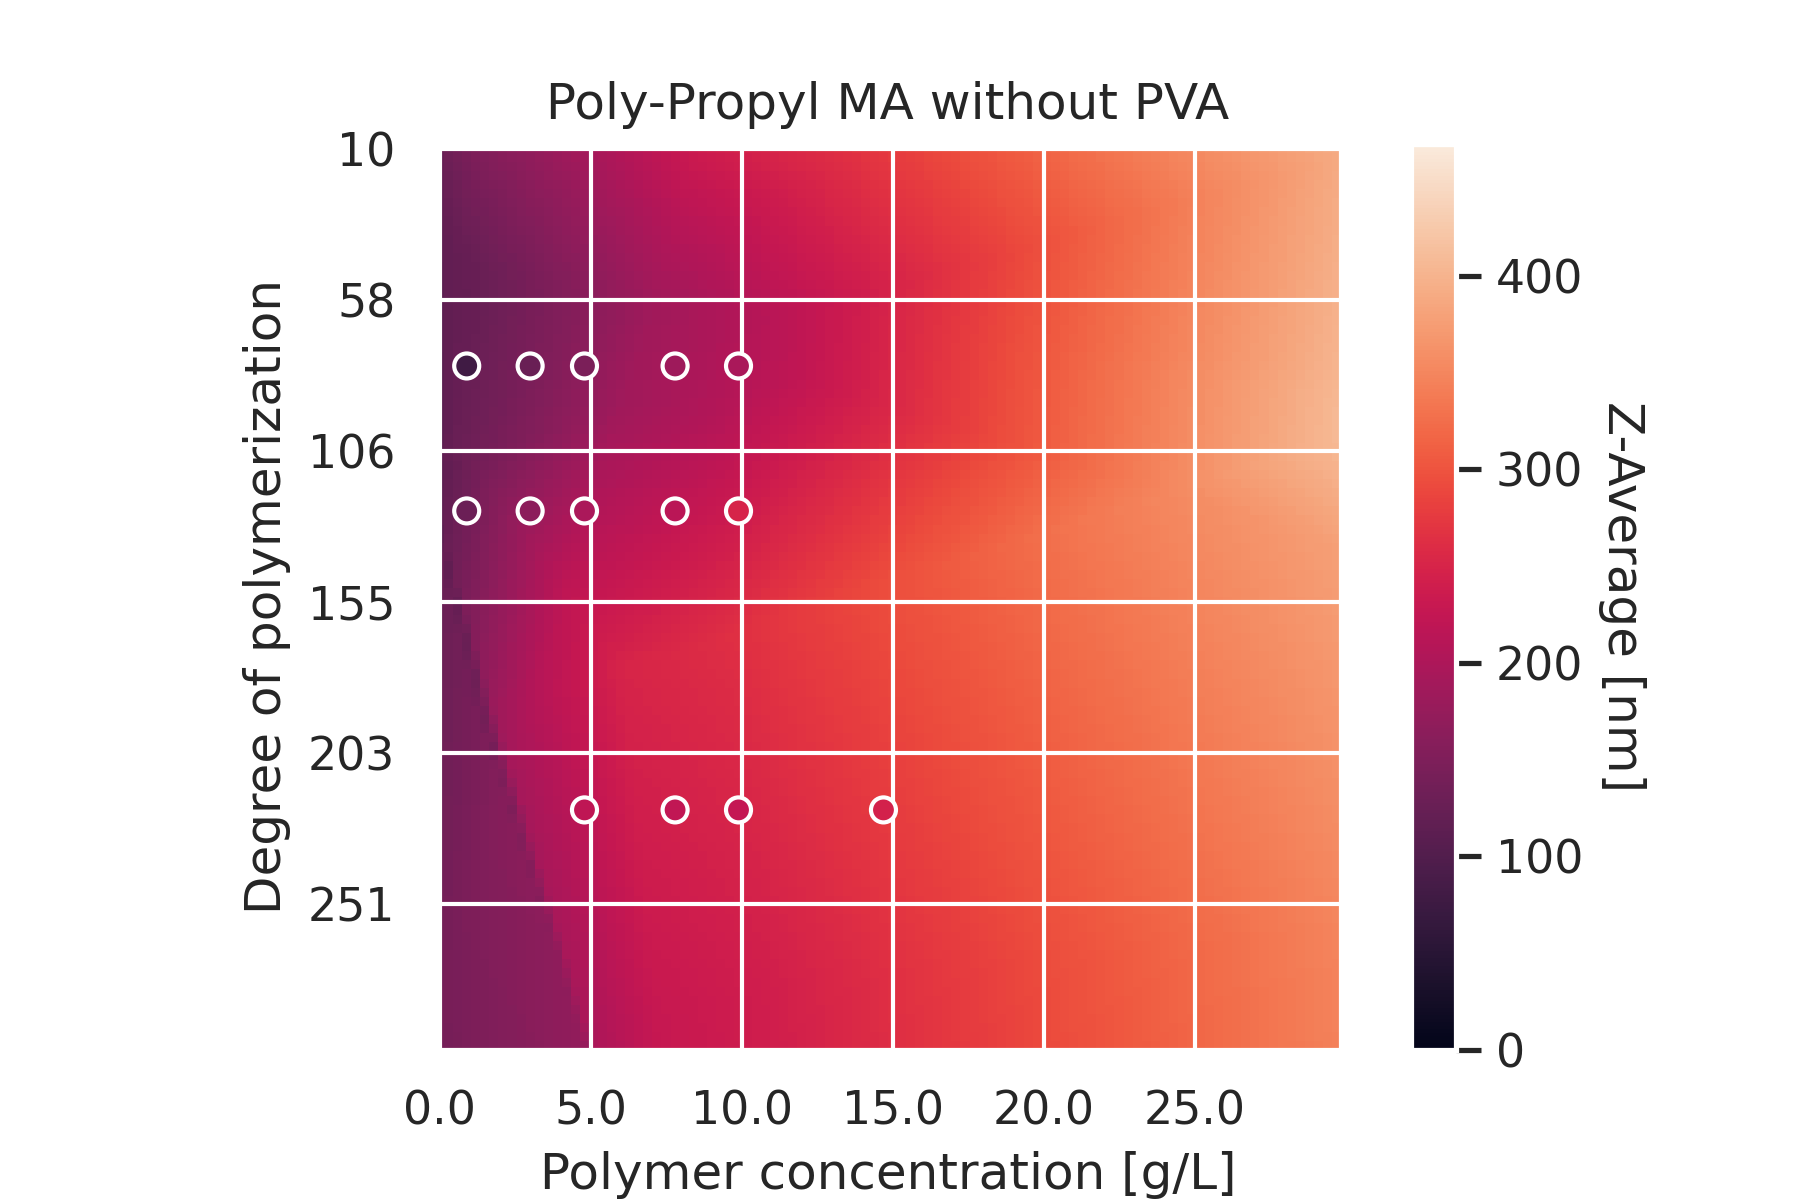 Poly-Propyl MA without PVA
Degree of polymerization
10
58
106
155
203
251
0.0 5.0 10.0 15.0 20.0 25.0
Polymer concentration [g/L]
400
300
200
100
0
Z-Average [nm]